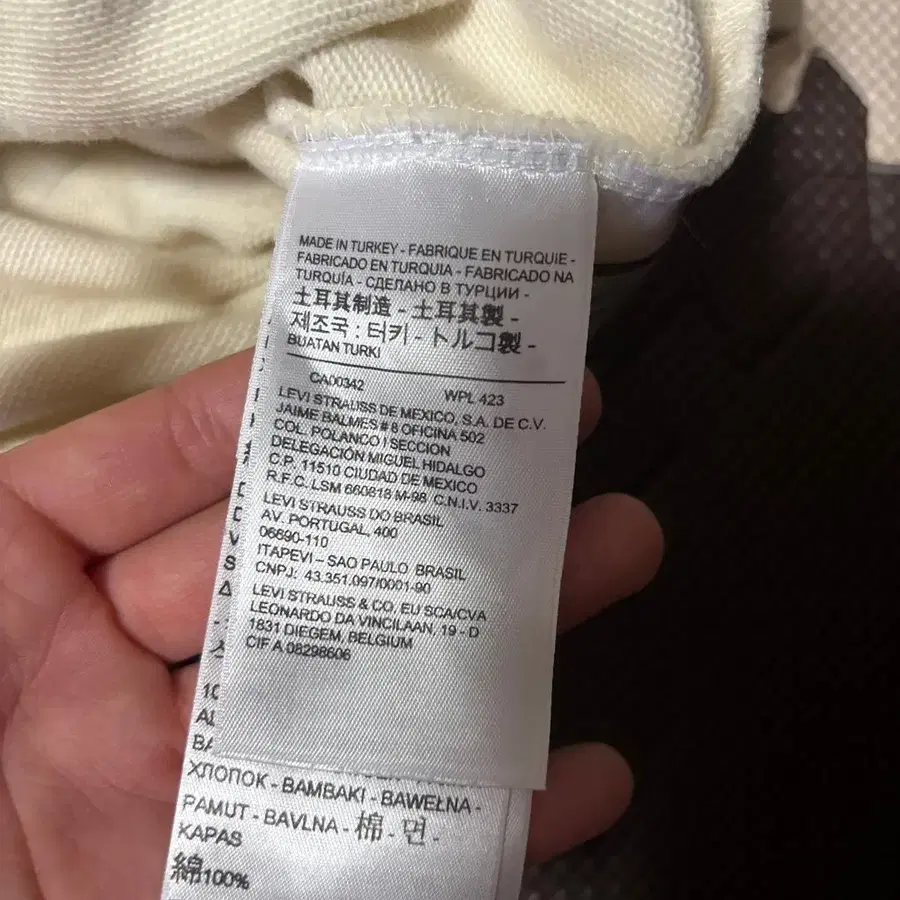 MADE IN TURKEY - FABRIQUE EN TURQUIE -
FABRICADO EN TURQUIA - FABRICADO NA
TURQUÍA - СДЕЛАНО В ТУРЦИИ -
土耳其制造 - 土耳其製 -
제조국 : 터키 - トルコ製 -
BUATAN TURKI
CA00342 WPL 423
LEVI STRAUSS DE MEXICO, S.A. DE C.V.
JAIME BALMES # 8 OFICINA 502
COL. POLANCO I SECCION
DELEGACIÓN MIGUEL HIDALGO
C.P. 11510 CIUDAD DE MEXICO
R.F.C. LSM 660818 M-98 C.N.I.V. 3337
LEVI STRAUSS DO BRASIL
AV. PORTUGAL, 400
06690-110
ITAPEVI – SAO PAULO BRASIL
CNPJ: 43.351.097/0001-90
LEVI STRAUSS & CO. EU SCA/CVA
LEONARDO DA VINCILAAN, 19 - D
1831 DIEGEM, BELGIUM
CIF A 08298606
ХЛОПОК - BAMBAKI - BAWEŁNA -
PAMUT - BAVLNA - 棉 - 면 -
KAPAS
綿100%